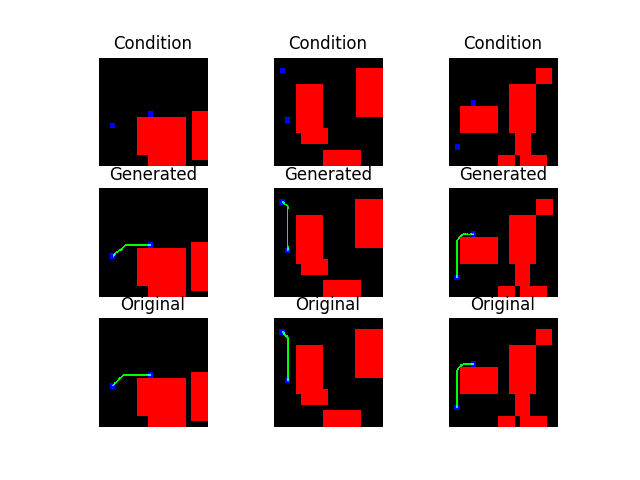 Condition Condition Condition
Generated Generated Generated
Original Original Original